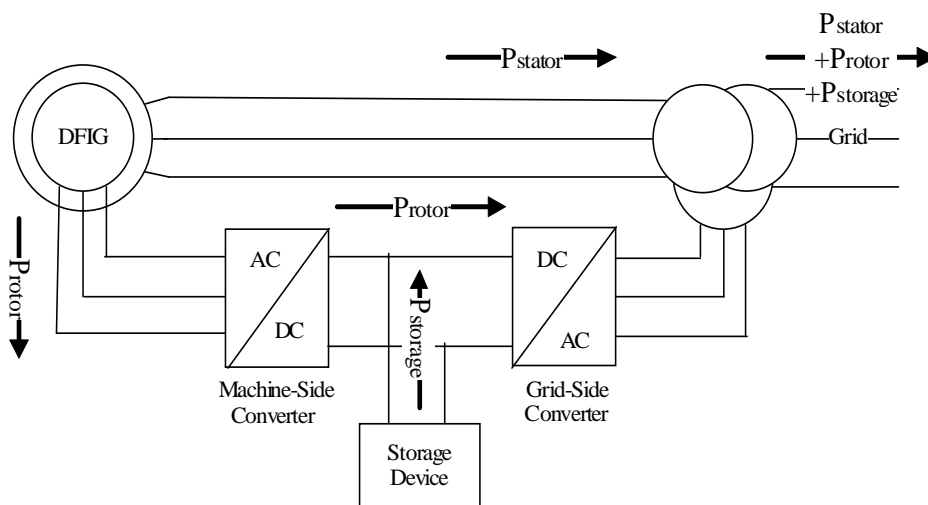 Pstator
Pstator
+Protor
+Pstorage
DFIG
Grid
Protor
Protor
AC
DC
Pstorage
DC
AC
Machine-Side
Converter
Grid-Side
Converter
Storage
Device